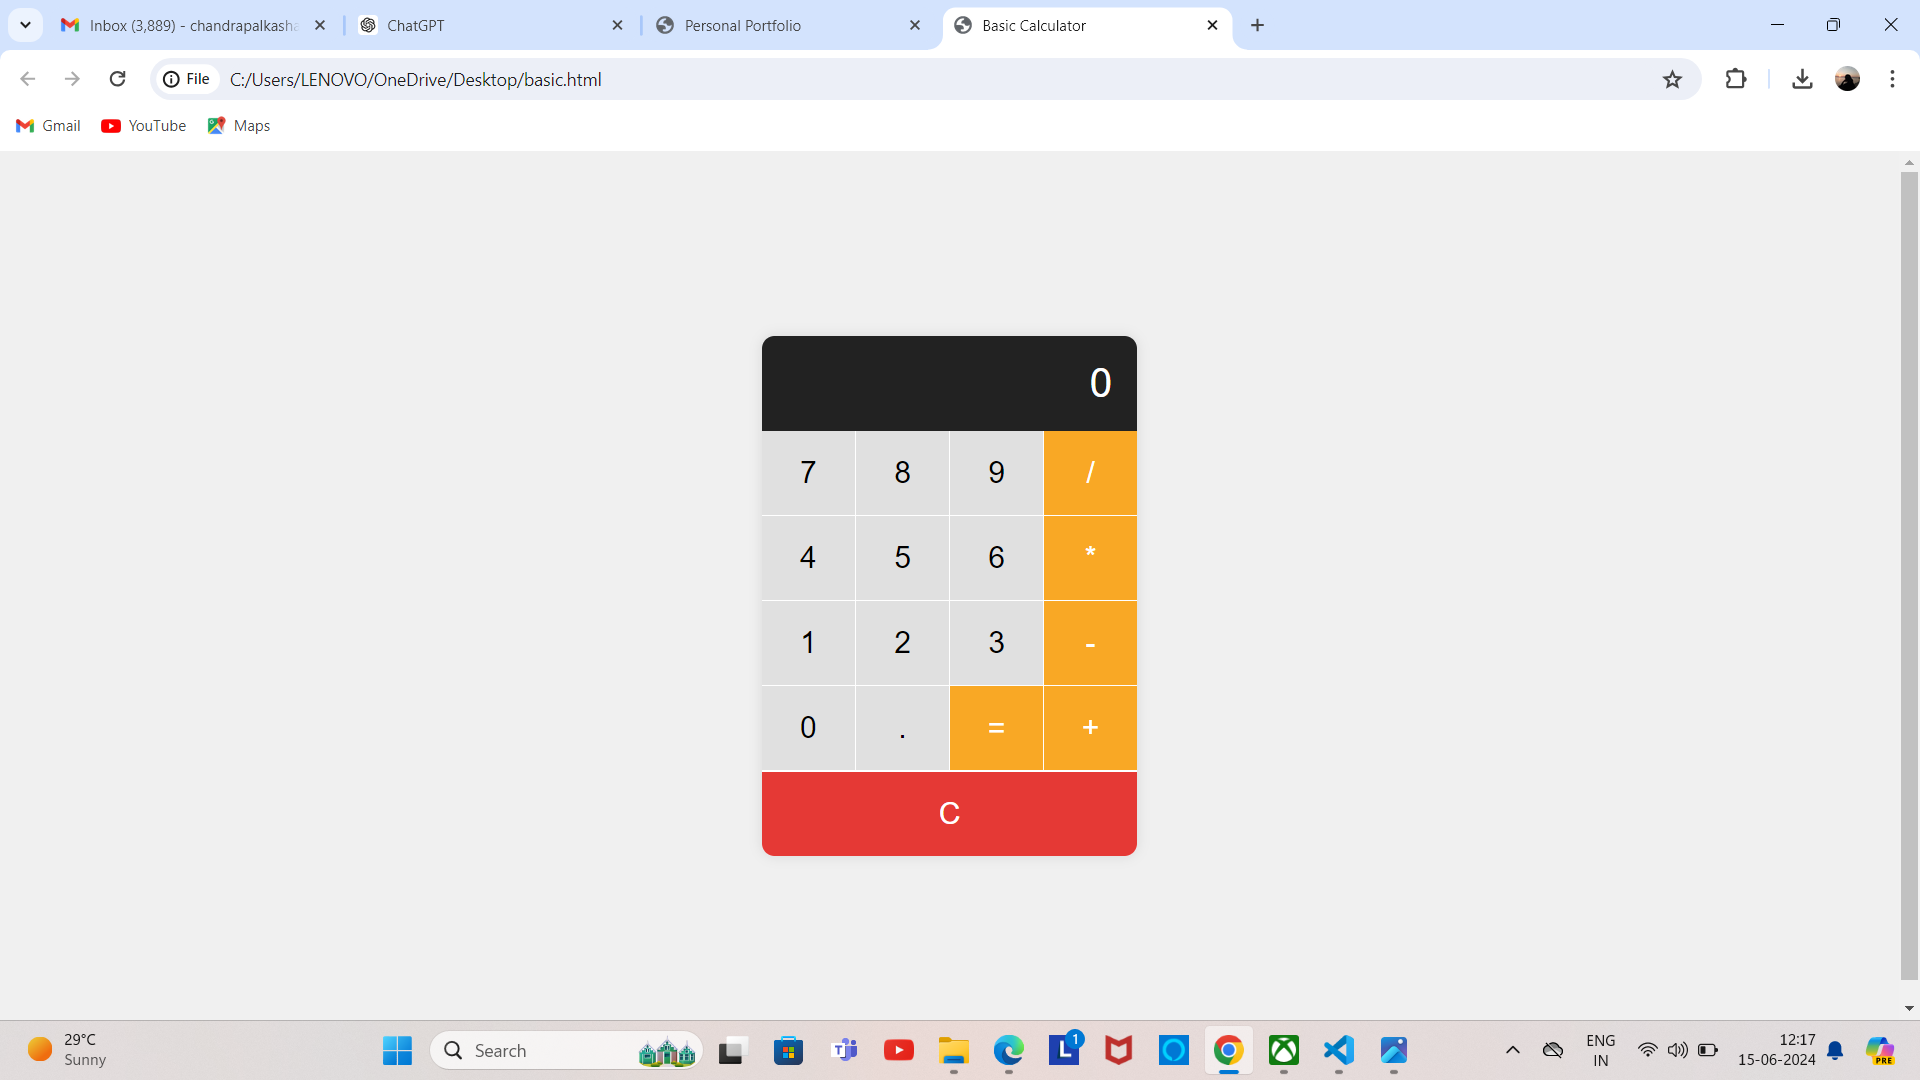 Inbox (3,889) - chandrapalkasha
ChatGPT
Personal Portfolio
Basic Calculator
File
C:/Users/LENOVO/OneDrive/Desktop/basic.html
Gmail
YouTube
Maps
0
7 8 9 /
4 5 6 *
1 2 3 -
0 . = +
C
29°C
Sunny
Search
L
1
ENG
IN
12:17
15-06-2024
PRE